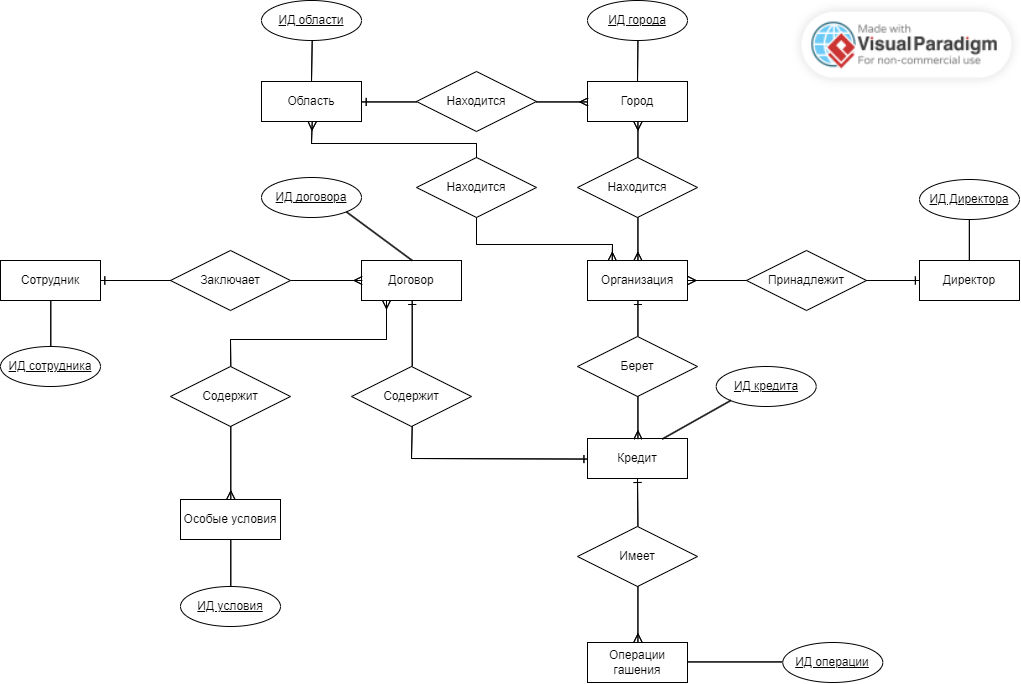 ИД области
ИД города
Made with
VisualParadigm
For non-commercial use
Область
Находится
Город
Находится
Находится
ИД договора
ИД Директора
Сотрудник
Заключает
Договор
Организация
Принадлежит
Директор
ИД сотрудника
Содержит
Содержит
Берет
ИД кредита
Кредит
Особые условия
Имеет
ИД условия
Операции
гашения
ИД операции